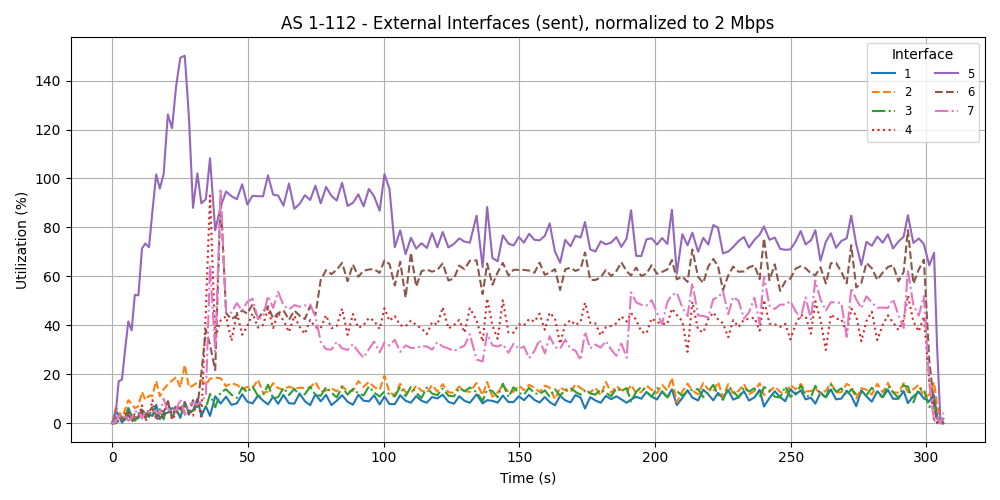 AS 1-112 - External Interfaces (sent), normalized to 2 Mbps
Utilization (%)
140
120
100
80
60
40
20
0
0 50 100 150 200 250 300
Time (s)
Interface
1 5
2 6
3 7
4